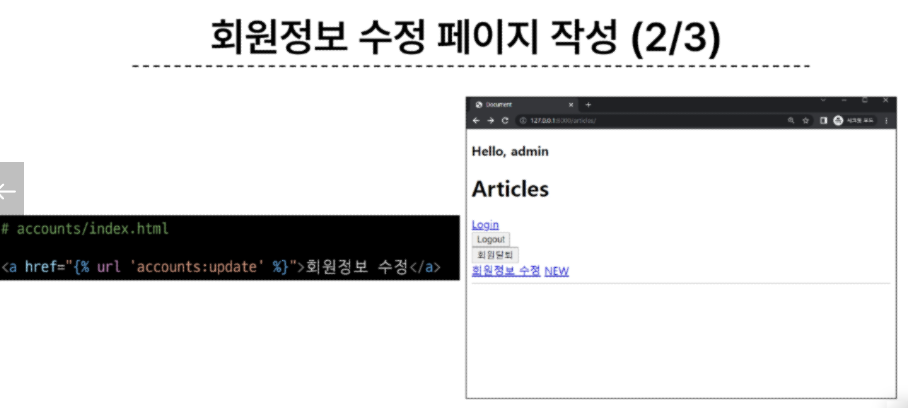 회원정보 수정 페이지 작성 (2/3)
# accounts/index.html
<a href="{% url 'accounts:update' %}">회원정보 수정</a>
Document
127.0.0.1:8000/articles/
Hello, admin
Articles
Login
Logout
회원탈퇴
회원정보 수정 NEW